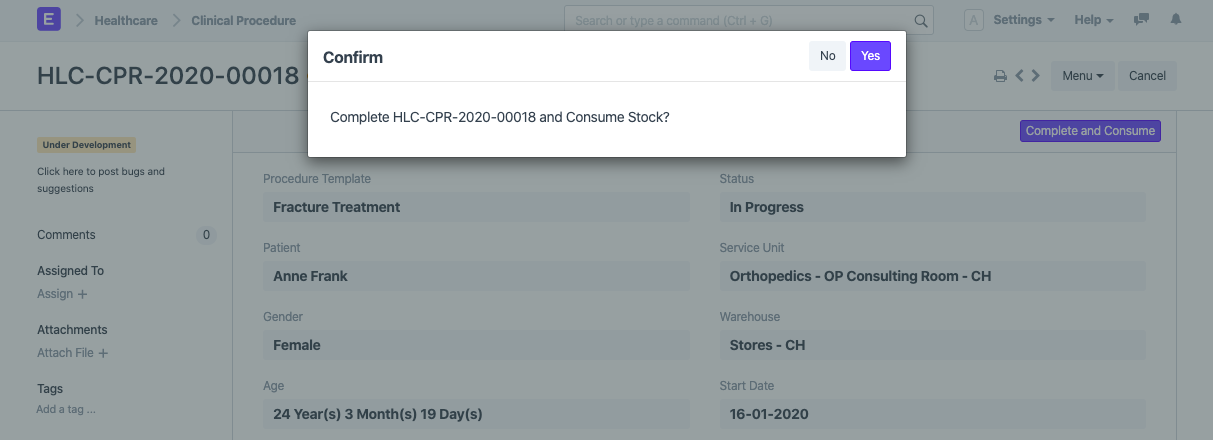 E Healthcare Clinical Procedure Search or type a command (Ctrl + G) A Settings Help
Confirm No Yes
HLC-CPR-2020-00018 Menu Cancel
Complete HLC-CPR-2020-00018 and Consume Stock?
Complete and Consume
Under Development
Click here to post bugs and
suggestions
Comments 0
Assigned To
Assign +
Attachments
Attach File +
Tags
Add a tag ...
Procedure Template
Fracture Treatment
Patient
Anne Frank
Gender
Female
Age
24 Year(s) 3 Month(s) 19 Day(s)
Status
In Progress
Service Unit
Orthopedics - OP Consulting Room - CH
Warehouse
Stores - CH
Start Date
16-01-2020